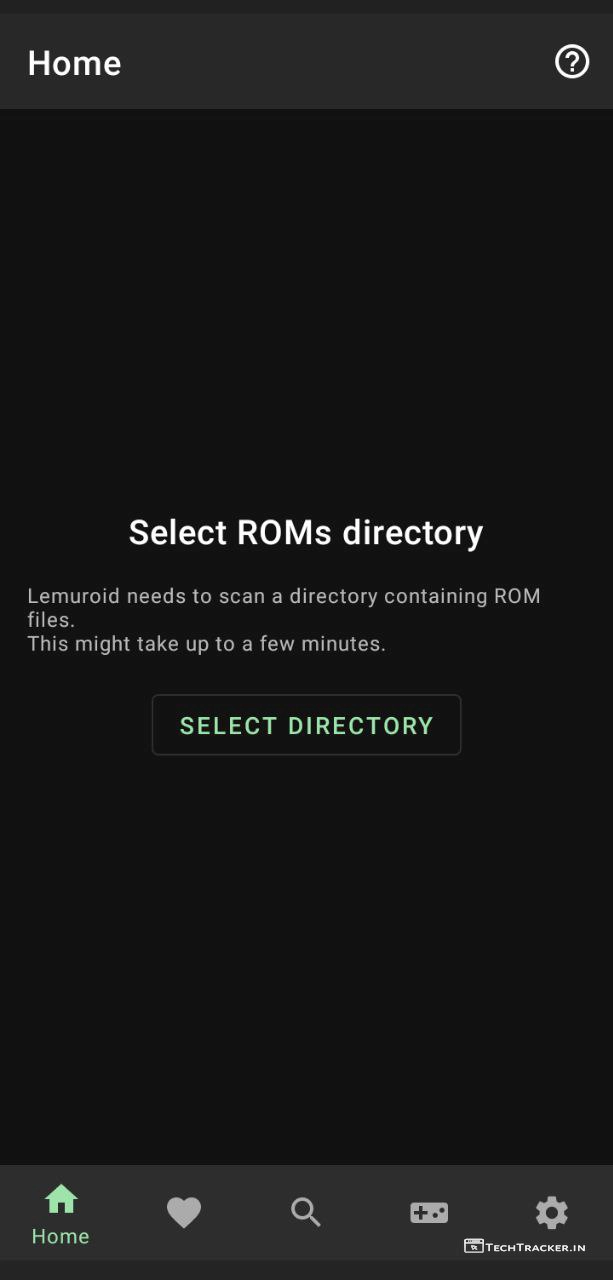 Home
Select ROMs directory
Lemuroid needs to scan a directory containing ROM
files.
This might take up to a few minutes.
SELECT DIRECTORY
Home
TECHTRACKER.IN